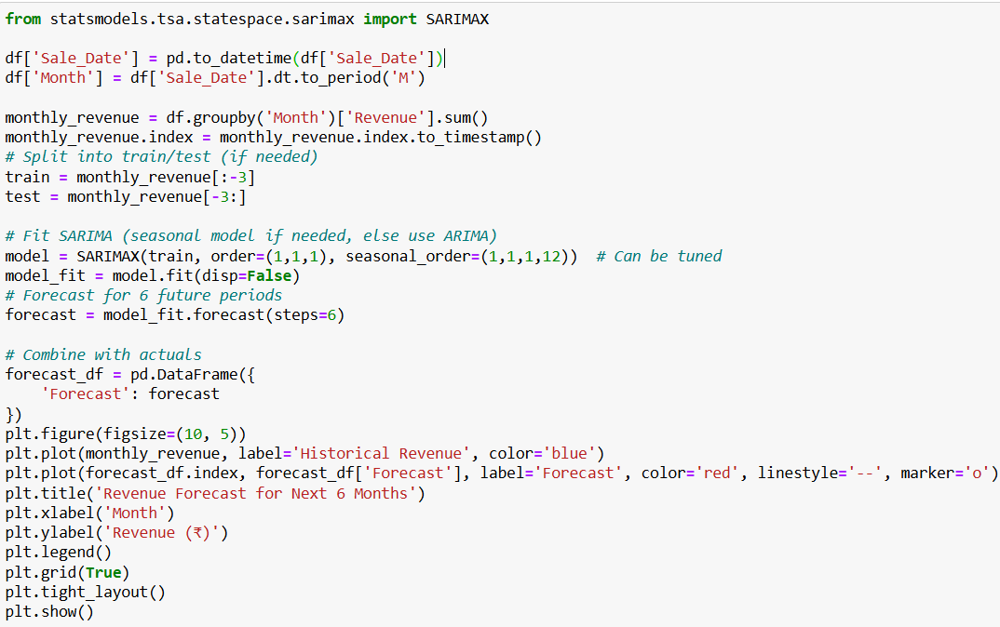 from statsmodels.tsa.statespace.sarimax import SARIMAX
df['Sale_Date'] = pd.to_datetime(df['Sale_Date'])
df['Month'] = df['Sale_Date'].dt.to_period('M')
monthly_revenue = df.groupby('Month')['Revenue'].sum()
monthly_revenue.index = monthly_revenue.index.to_timestamp()
# Split into train/test (if needed)
train = monthly_revenue[:-3]
test = monthly_revenue[-3:]
# Fit SARIMA (seasonal model if needed, else use ARIMA)
model = SARIMAX(train, order=(1,1,1), seasonal_order=(1,1,1,12))  # Can be tuned
model_fit = model.fit(disp=False)
# Forecast for 6 future periods
forecast = model_fit.forecast(steps=6)
# Combine with actuals
forecast_df = pd.DataFrame({
    'Forecast': forecast
})
plt.figure(figsize=(10, 5))
plt.plot(monthly_revenue, label='Historical Revenue', color='blue')
plt.plot(forecast_df.index, forecast_df['Forecast'], label='Forecast', color='red', linestyle='--', marker='o')
plt.title('Revenue Forecast for Next 6 Months')
plt.xlabel('Month')
plt.ylabel('Revenue (₹)')
plt.legend()
plt.grid(True)
plt.tight_layout()
plt.show()